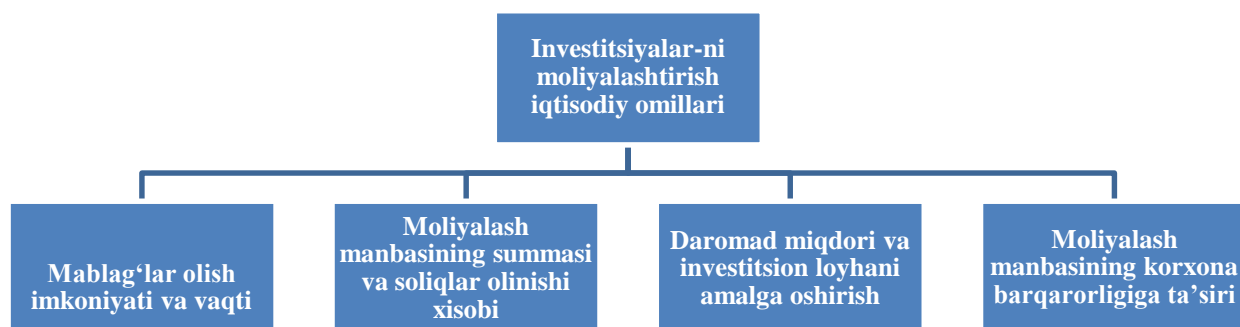 Investitsiyalar-ni
moliyalashtirish
iqtisodiy omillari
Mablag‘lar olish
imkoniyati va vaqti
Moliyalash
manbasining summasi
va soliqlar olinishi
xisobi
Daromad miqdori va
investitsion loyhani
amalga oshirish
Moliyalash
manbasining korxona
barqarorligiga ta’siri